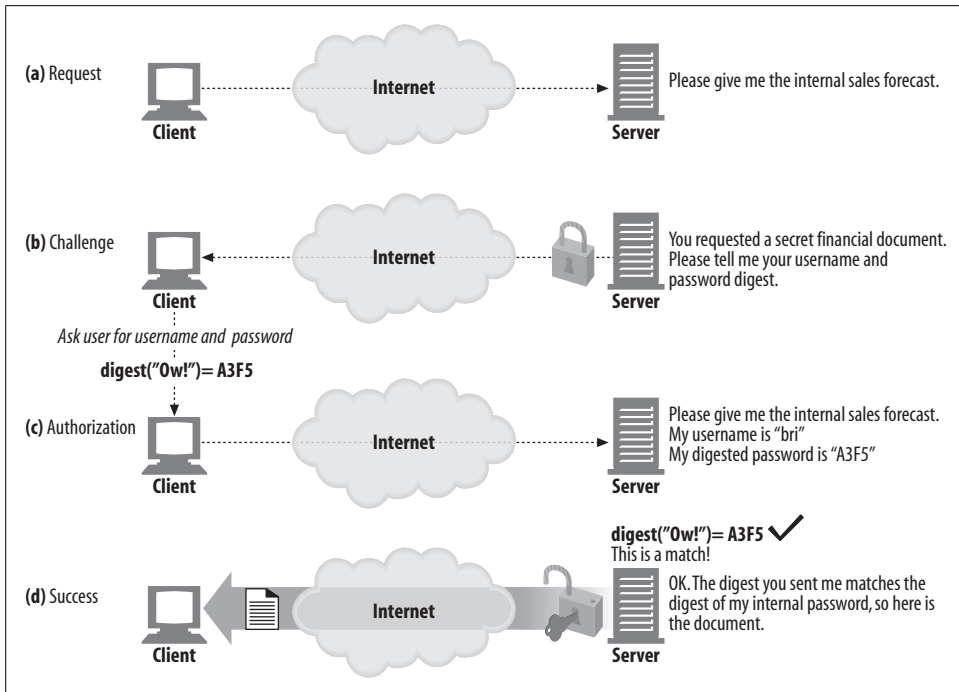 (a) Request
Internet
Please give me the internal sales forecast.
Client
Server
(b) Challenge
Internet
You requested a secret financial document.
Please tell me your username and
password digest.
Client
Server
Ask user for username and password
digest("Ow!")= A3F5
(c) Authorization
Internet
Please give me the internal sales forecast.
My username is “bri”
My digested password is “A3F5”
Client
Server
digest("Ow!")= A3F5
This is a match!
(d) Success
Internet
OK. The digest you sent me matches the
digest of my internal password, so here is
the document.
Client
Server